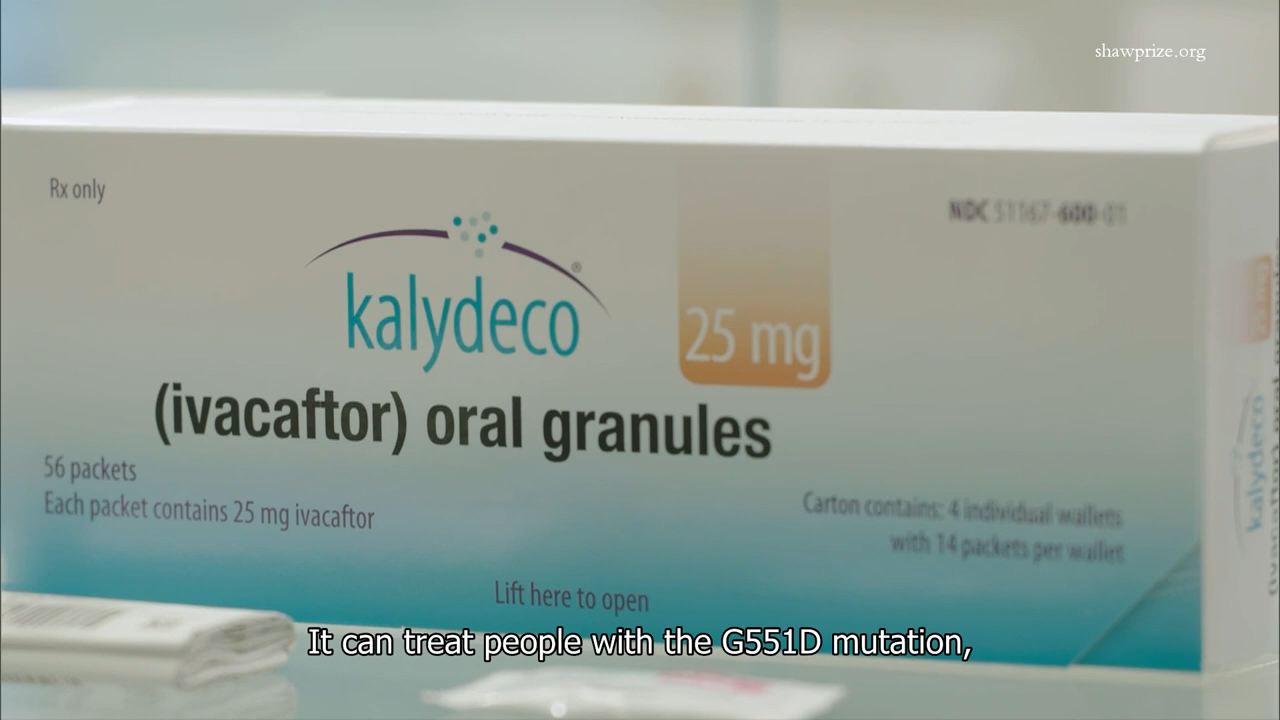 shawprize.org
Rx only
NDC 51167-600-01
kalydeco®
25 mg
(ivacaftor) oral granules
56 packets
Each packet contains 25 mg ivacaftor
Carton contains: 4 individual wallets
with 14 packets per wallet
Lift here to open
It can treat people with the G551D mutation,
kalydeco